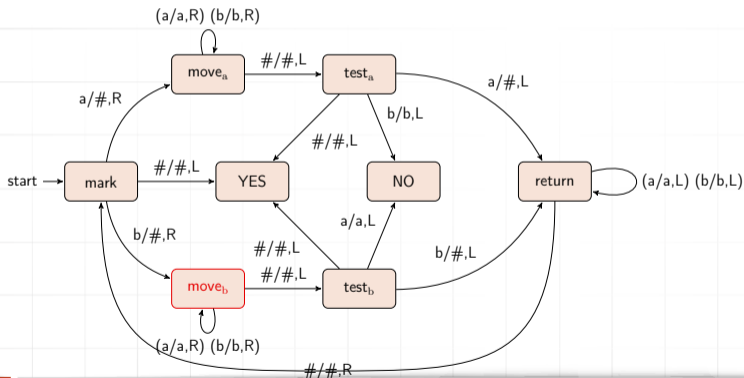 (a/a,R) (b/b,R)
#/#,L
move_a
test_a
a/#,L
a/#,R
b/b,L
#/#,L
#/#,L
start
mark
YES
NO
return
(a/a,L) (b/b,L)
a/a,L
b/#,R
#/#,L
b/#,L
#/#,L
move_b
test_b
(a/a,R) (b/b,R)
#/#,R